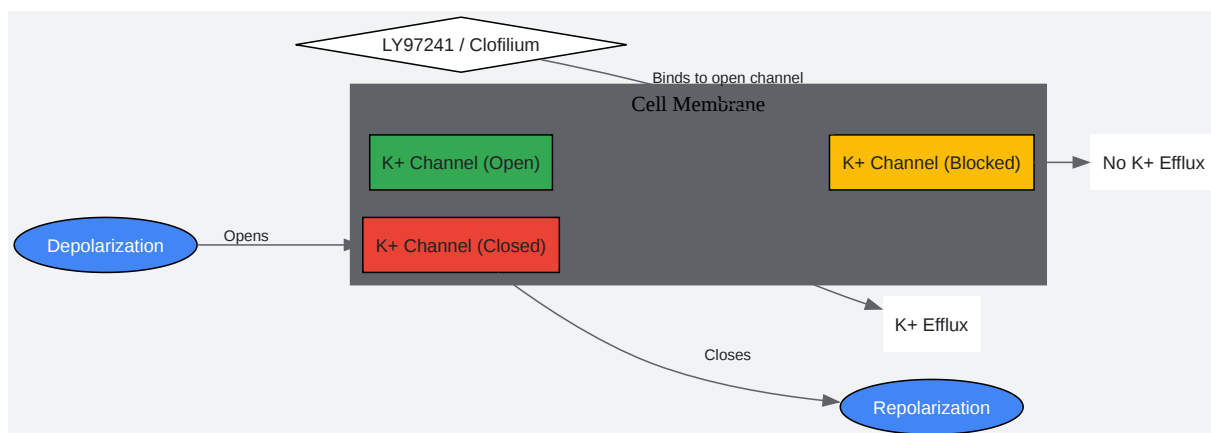 LY97241 / Clofilium
Binds to open channel
Cell Membrane
K+ Channel (Open)
K+ Channel (Blocked)
No K+ Efflux
Depolarization
Opens
K+ Channel (Closed)
K+ Efflux
Closes
Repolarization